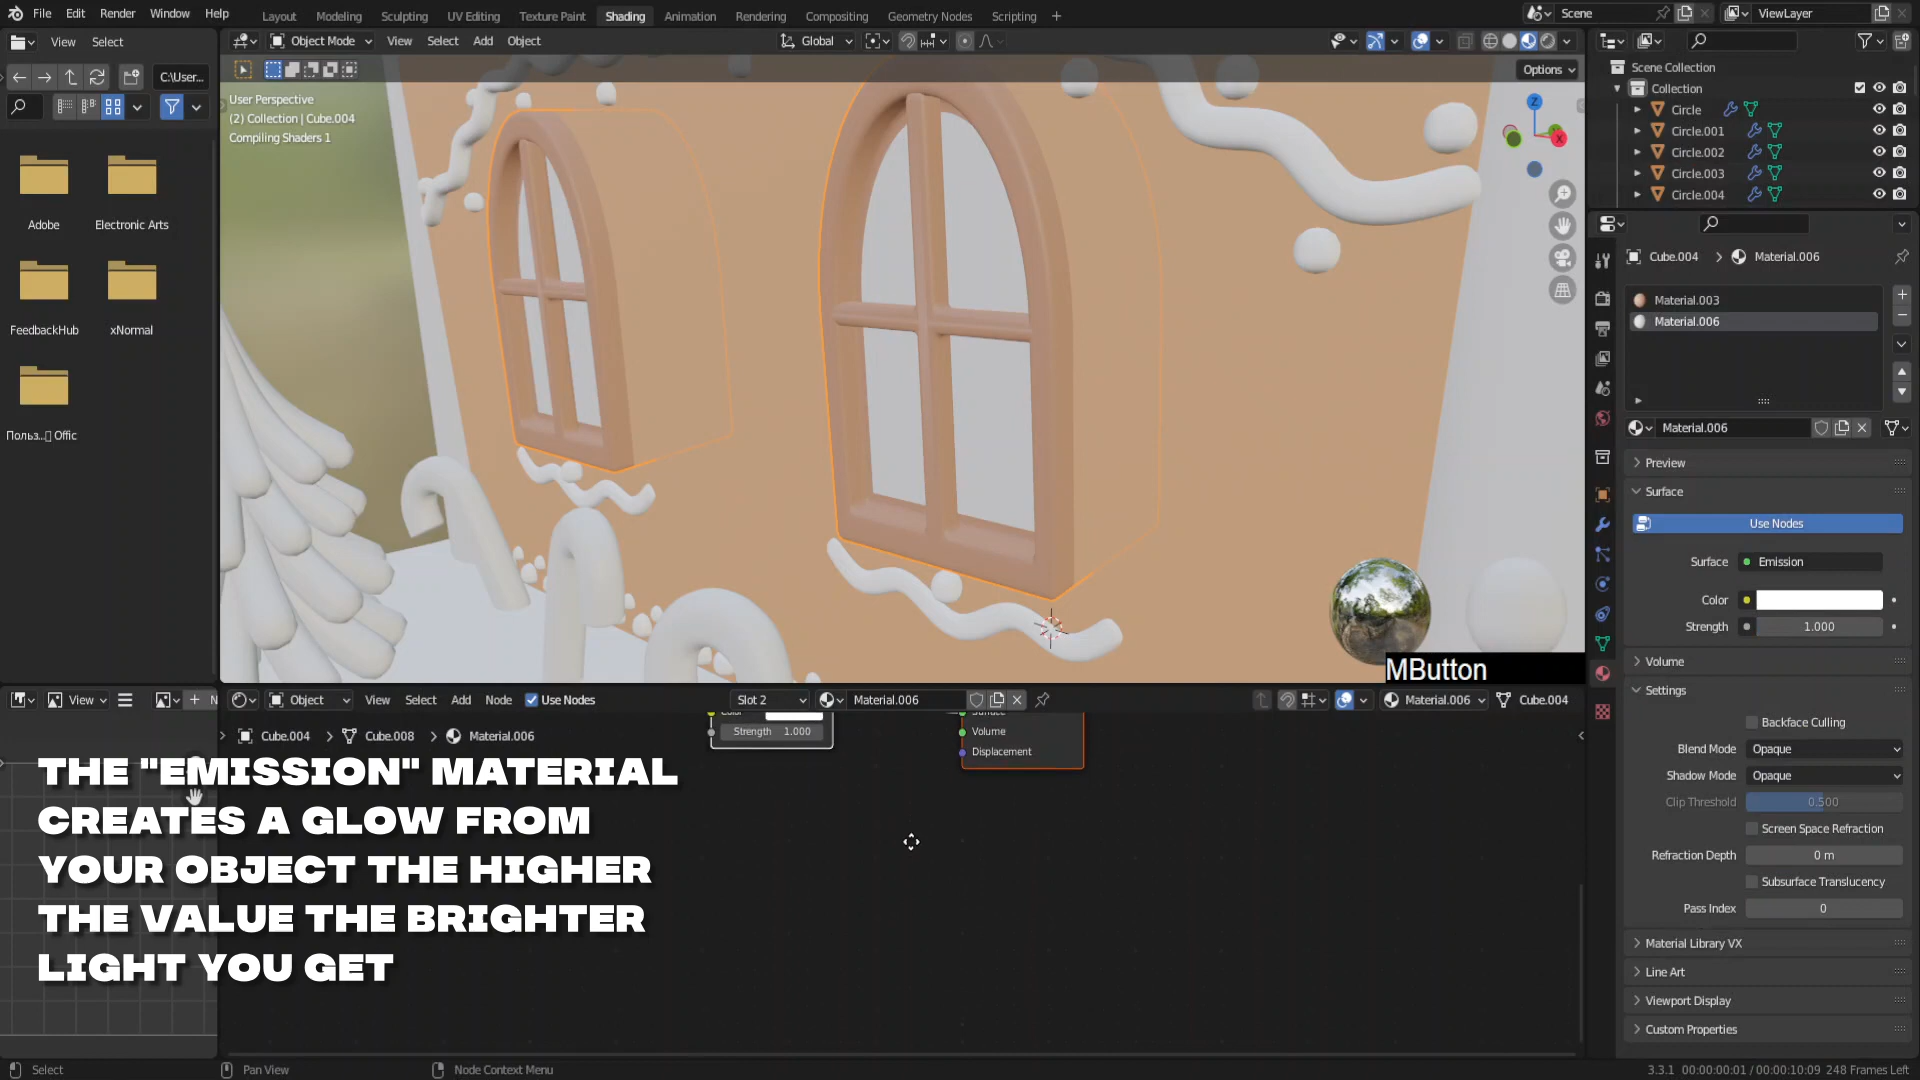 File Edit Render Window Help Layout Modeling Sculpting UV Editing Texture Paint Shading Animation Rendering Compositing Geometry Nodes Scripting + Scene ViewLayer
View Select Object Mode View Select Add Object Global
C:\User... Options
User Perspective
(2) Collection | Cube.004
Compiling Shaders 1
Z
X
Adobe Electronic Arts
FeedbackHub xNormal
Offic
Scene Collection
Collection
Circle
Circle.001
Circle.002
Circle.003
Circle.004
Cube.004 > Material.006
Material.003
Material.006
Material.006
Preview
Surface
Use Nodes
Surface Emission
Color
Strength 1.000
Volume
Settings
Backface Culling
Blend Mode Opaque
Shadow Mode Opaque
Clip Threshold 0.500
Screen Space Refraction
Refraction Depth 0 m
Subsurface Translucency
Pass Index 0
Material Library VX
Line Art
Viewport Display
Custom Properties
MButton
View Object View Select Add Node Use Nodes Slot 2 Material.006 Material.006 Cube.004
Cube.004 > Cube.008 > Material.006
Strength 1.000
Volume
Displacement
THE "EMISSION" MATERIAL
CREATES A GLOW FROM
YOUR OBJECT THE HIGHER
THE VALUE THE BRIGHTER
LIGHT YOU GET
Select Pan View Node Context Menu 3.3.1 00:00:00:01 / 00:00:10:09 248 Frames Left